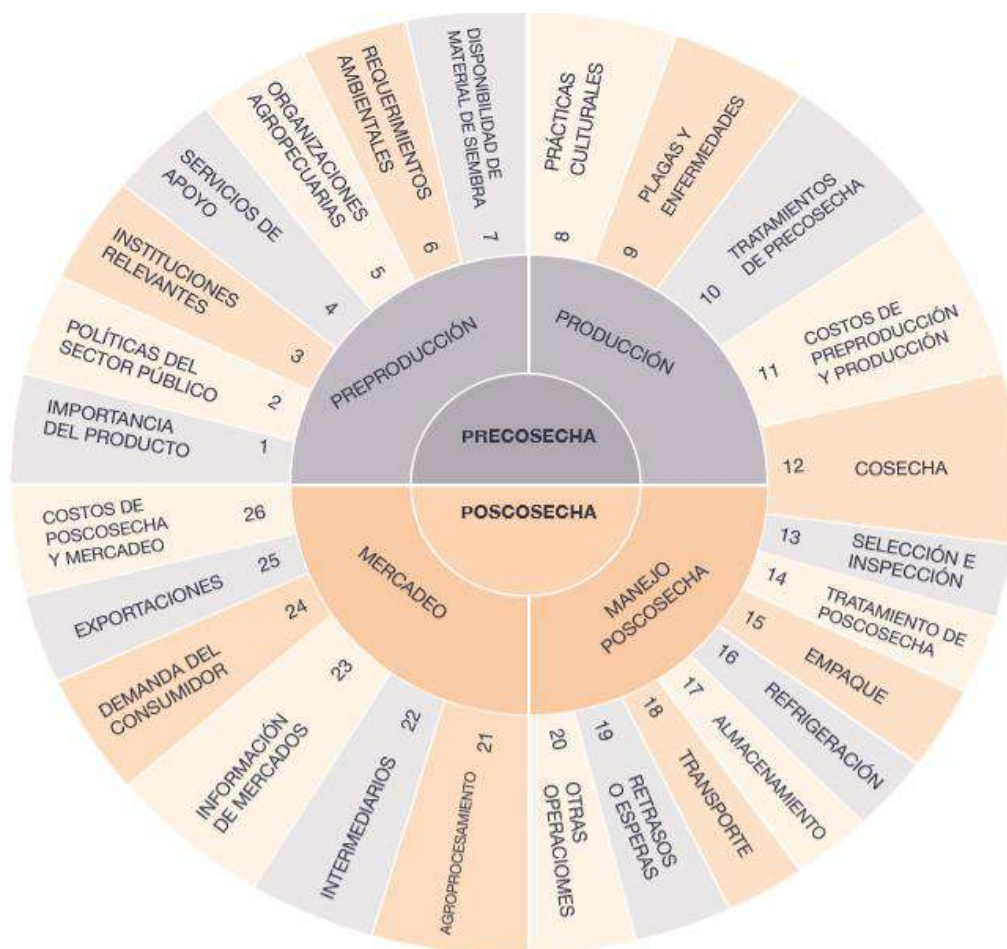 PRECOSECHA
POSCOSECHA
PREPRODUCCIÓN
PRODUCCIÓN
MANEJO
POSCOSECHA
MERCADEO
1
IMPORTANCIA
DEL PRODUCTO
2
POLÍTICAS DEL
SECTOR PÚBLICO
3
INSTITUCIONES
RELEVANTES
4
SERVICIOS DE
APOYO
5
ORGANIZACIONES
AGROPECUARIAS
6
REQUERIMIENTOS
AMBIENTALES
7
DISPONIBILIDAD DE
MATERIAL DE SIEMBRA
8
PRÁCTICAS
CULTURALES
9
PLAGAS Y
ENFERMEDADES
10
TRATAMIENTOS
DE PRECOSECHA
11
COSTOS DE
PREPRODUCCIÓN
Y PRODUCCIÓN
12
COSECHA
13
SELECCIÓN E
INSPECCIÓN
14
TRATAMIENTO DE
POSCOSECHA
15
EMPAQUE
16
REFRIGERACIÓN
17
ALMACENAMIENTO
18
TRANSPORTE
19
RETRASOS
O ESPERAS
20
OTRAS
OPERACIOMES
21
AGROPROCESAMIENTO
22
INTERMEDIARIOS
23
INFORMACIÓN
DE MERCADOS
24
DEMANDA DEL
CONSUMIDOR
25
EXPORTACIONES
26
COSTOS DE
POSCOSECHA
Y MERCADEO